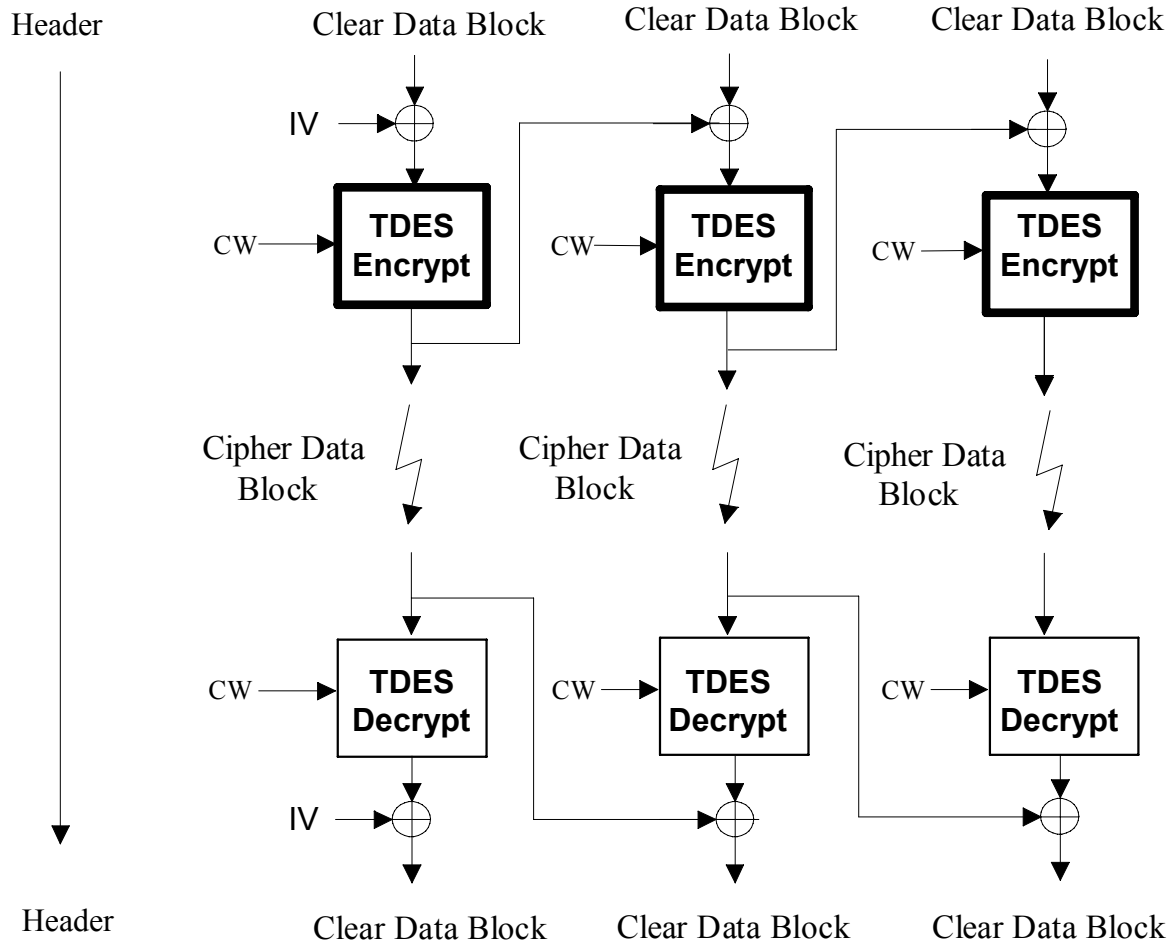 Header
Clear Data Block
Clear Data Block
Clear Data Block
IV
CW
TDES
Encrypt
CW
TDES
Encrypt
CW
TDES
Encrypt
Cipher Data
Block
Cipher Data
Block
Cipher Data
Block
CW
TDES
Decrypt
CW
TDES
Decrypt
CW
TDES
Decrypt
IV
Header
Clear Data Block
Clear Data Block
Clear Data Block